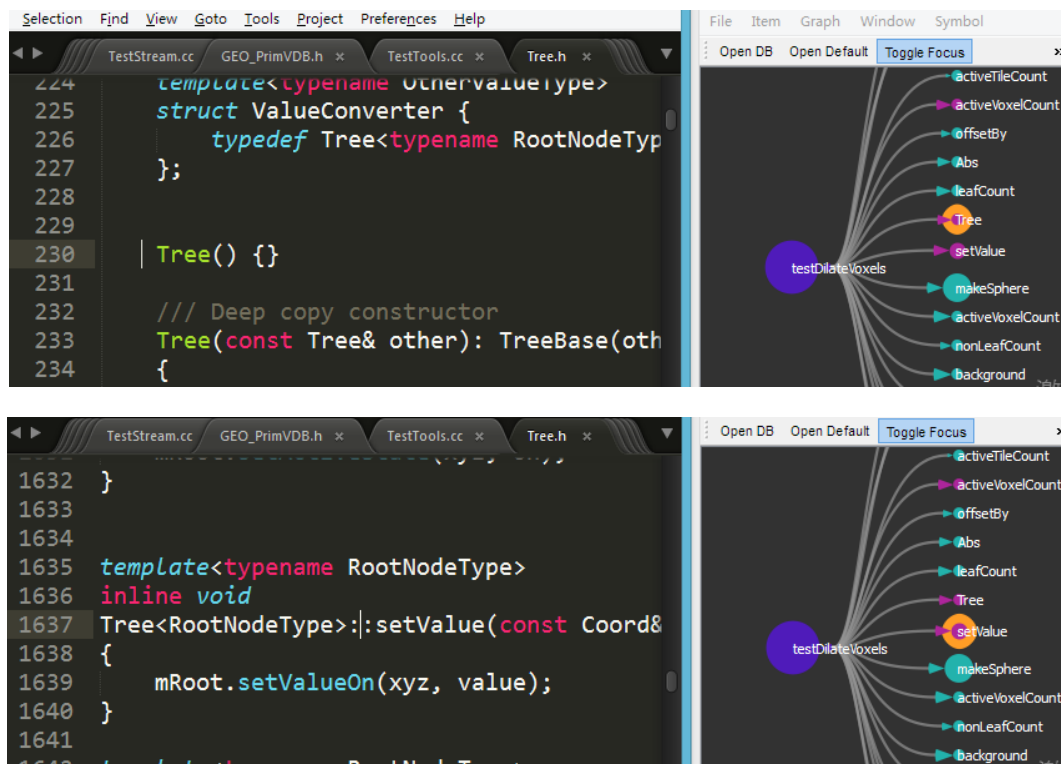 Selection Find View Goto Tools Project Preferences Help
TestStream.cc GEO_PrimVDB.h × TestTools.cc × Tree.h ×
224 template<typename OtherValueType>
225 struct ValueConverter {
226 typedef Tree<typename RootNodeTyp
227 };
228
229
230 Tree() {}
231
232 /// Deep copy constructor
233 Tree(const Tree& other): TreeBase(oth
234 {
File Item Graph Window Symbol
Open DB Open Default Toggle Focus »
activeTileCount
activeVoxelCount
offsetBy
Abs
leafCount
Tree
setValue
testDilateVoxels
makeSphere
activeVoxelCount
nonLeafCount
background
TestStream.cc GEO_PrimVDB.h × TestTools.cc × Tree.h ×
1632 }
1633
1634
1635 template<typename RootNodeType>
1636 inline void
1637 Tree<RootNodeType>::setValue(const Coord&
1638 {
1639 mRoot.setValueOn(xyz, value);
1640 }
1641
Open DB Open Default Toggle Focus
activeTileCount
activeVoxelCount
offsetBy
Abs
leafCount
Tree
setValue
testDilateVoxels
makeSphere
activeVoxelCount
nonLeafCount
background